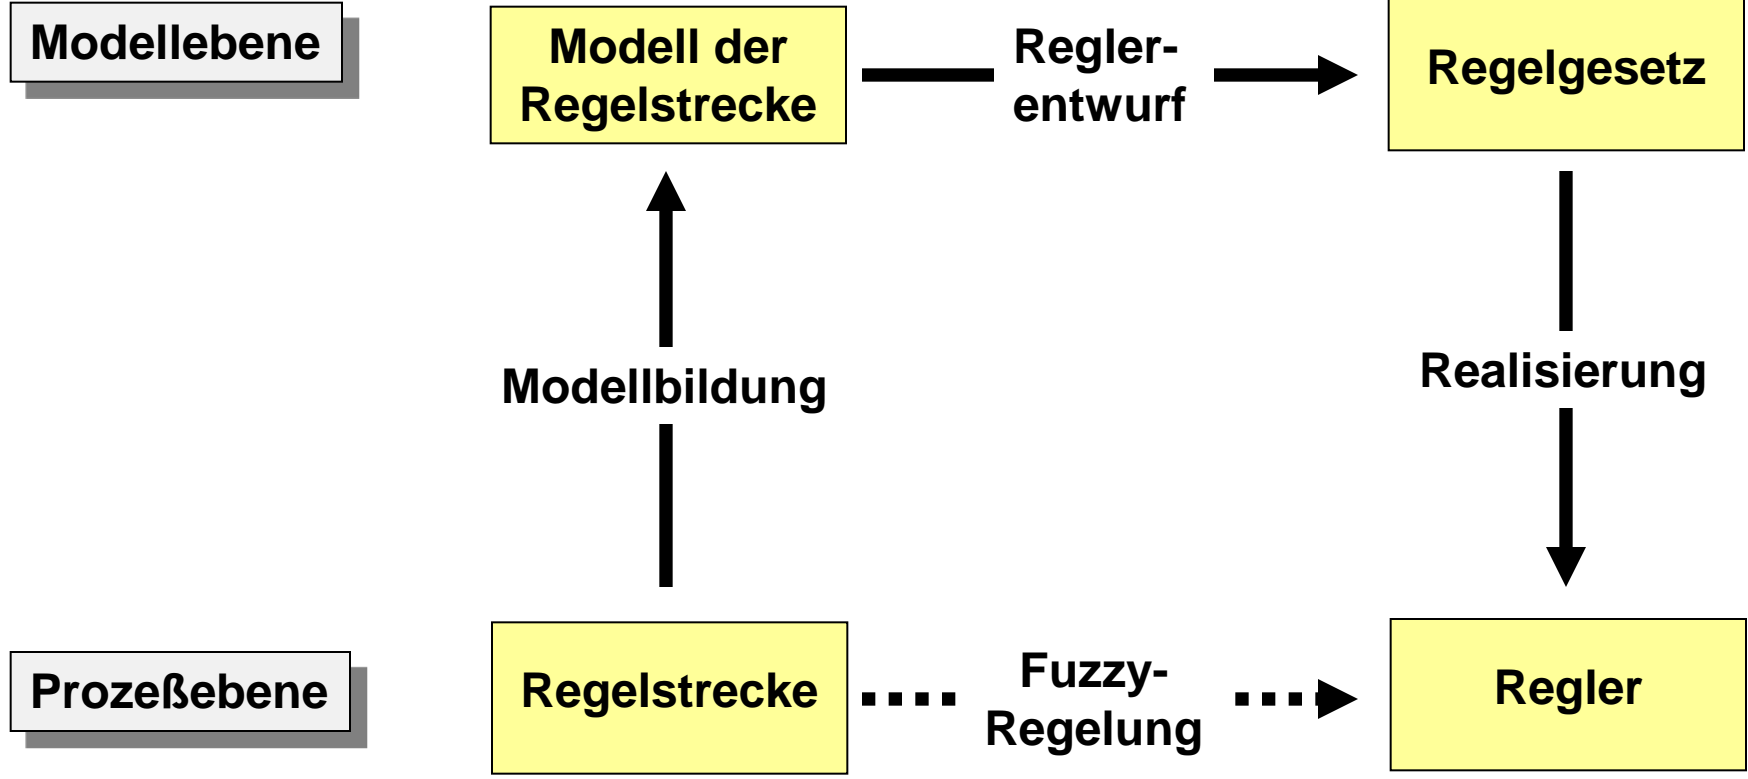 Modellebene
Modell der
Regelstrecke
Regler-
entwurf
Regelgesetz
Modellbildung
Realisierung
Prozeßebene
Regelstrecke
Fuzzy-
Regelung
Regler